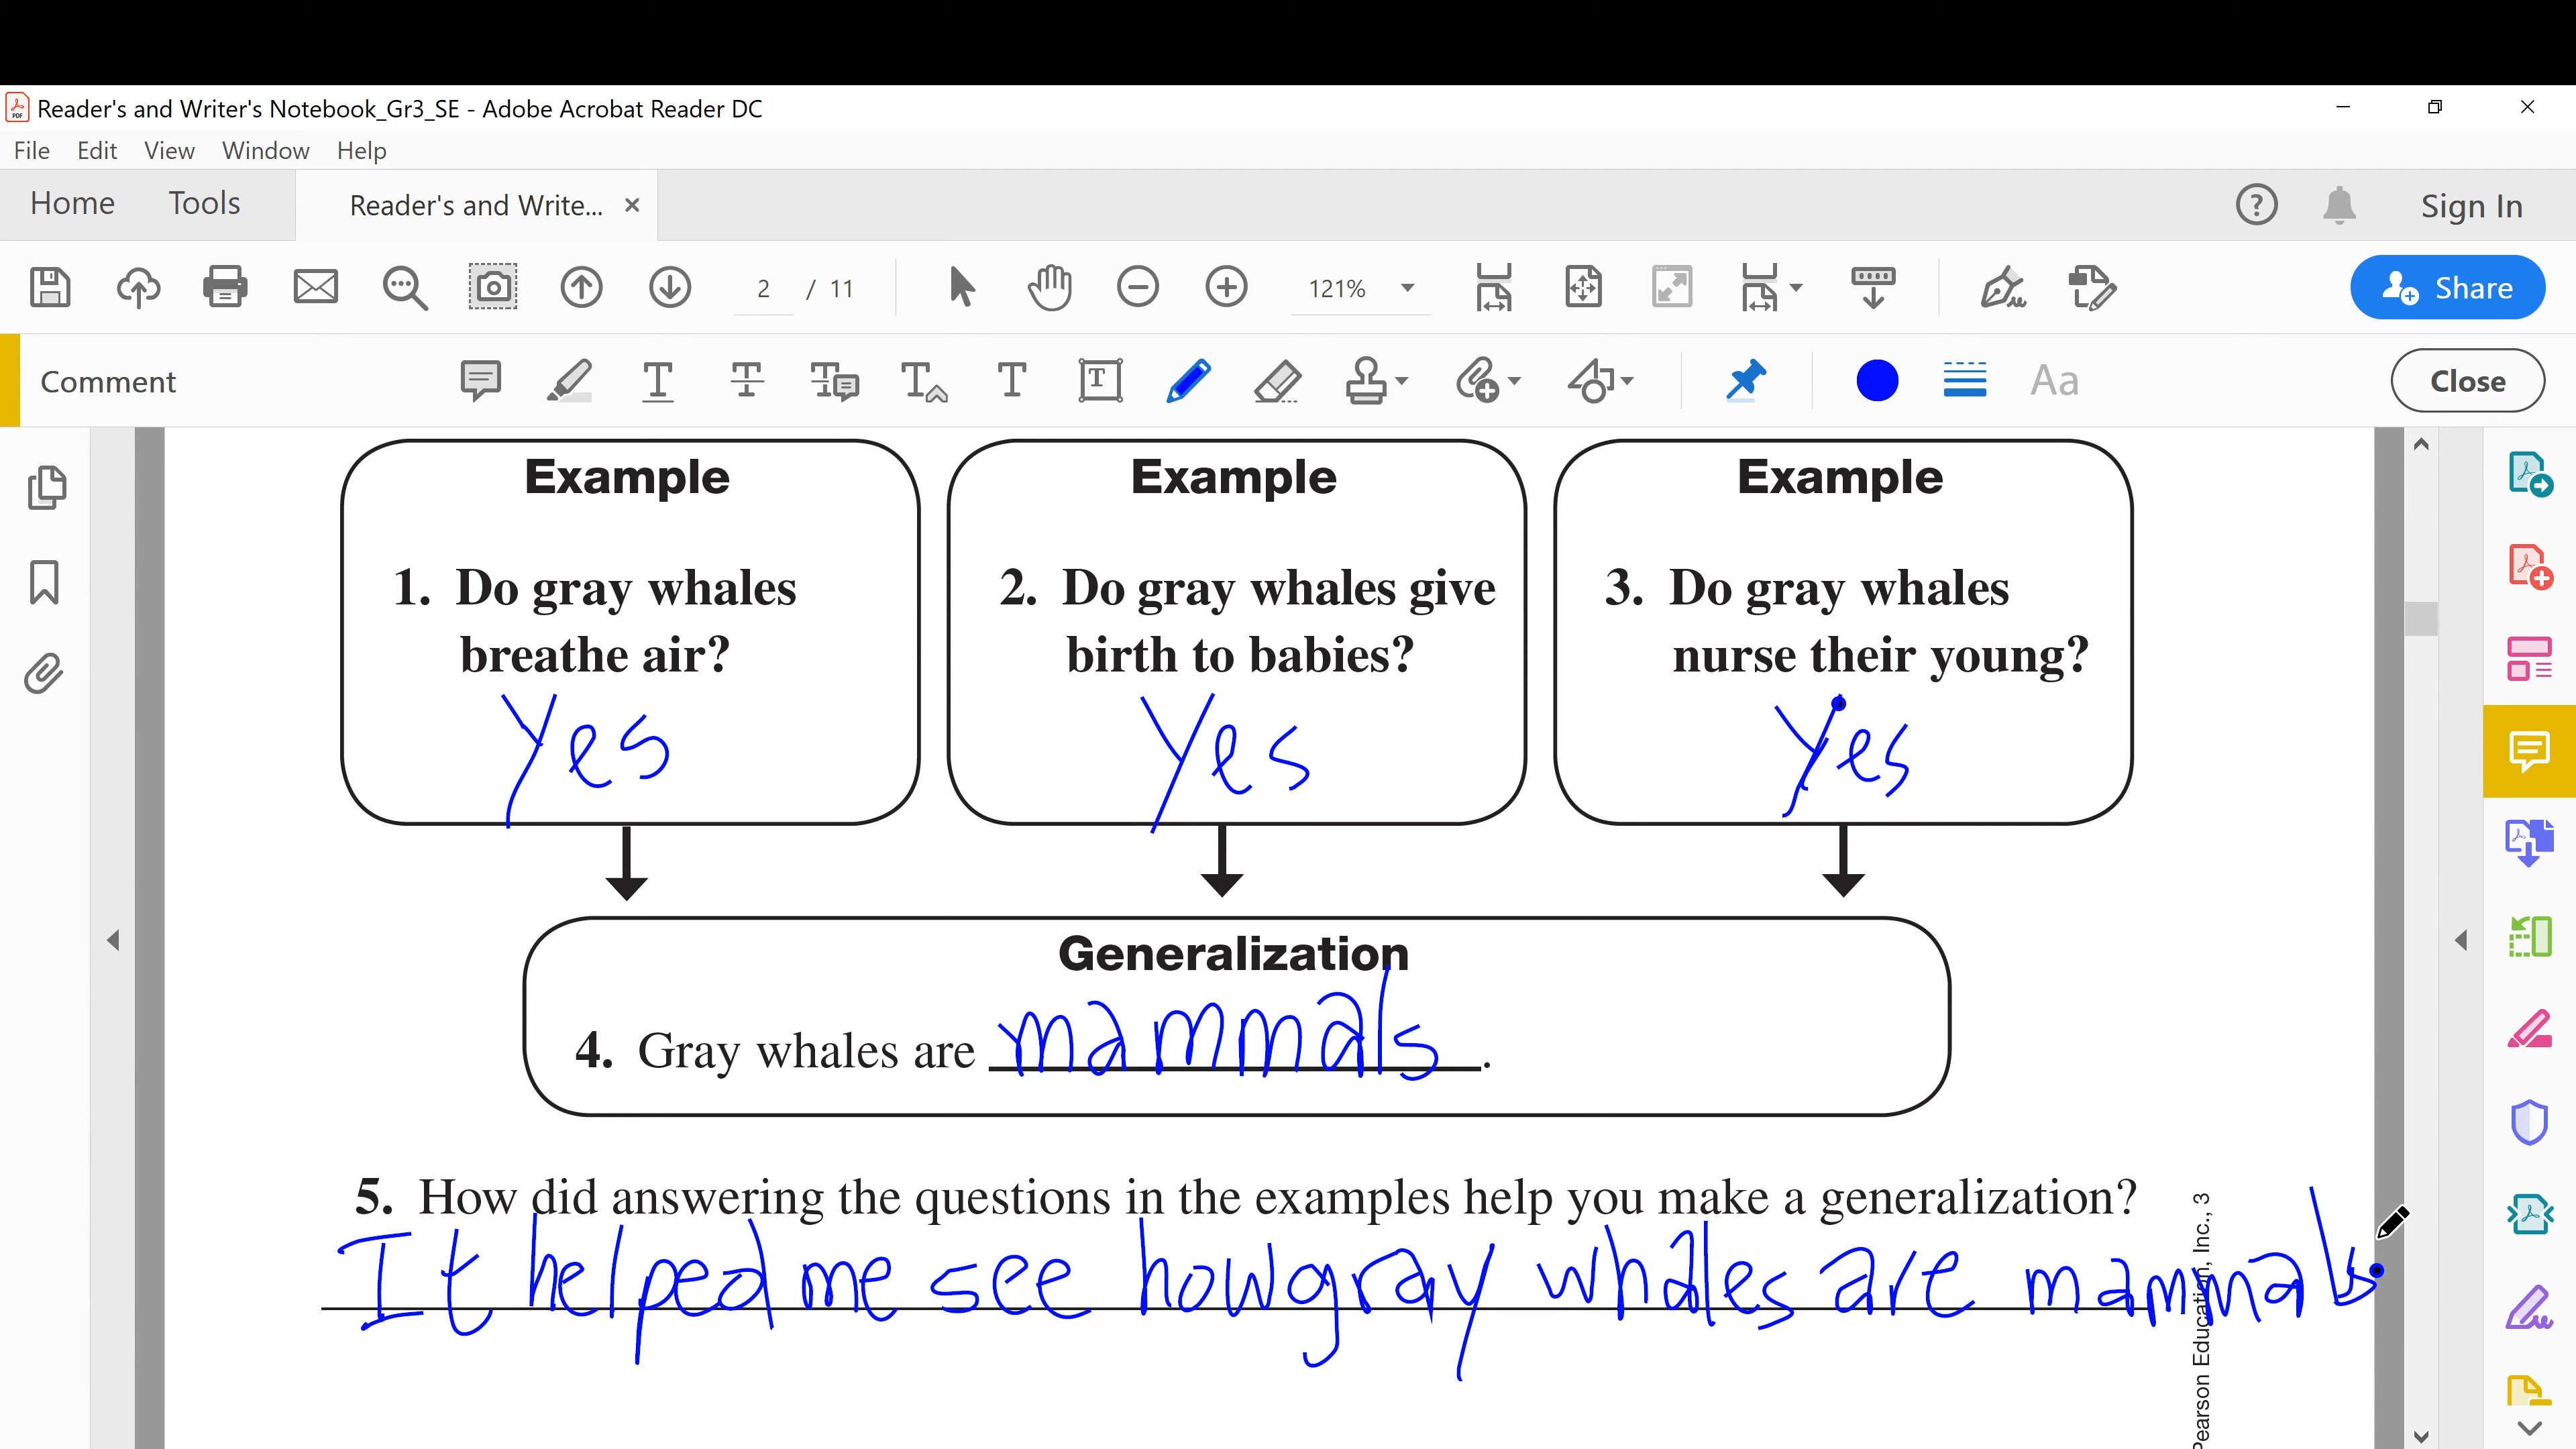 Reader's and Writer's Notebook_Gr3_SE - Adobe Acrobat Reader DC
File Edit View Window Help
Home Tools Reader's and Write... × ? Sign In
2 / 11 121% Share
Comment T T T T T T Aa Close
Example
1. Do gray whales
breathe air?
Yes
Example
2. Do gray whales give
birth to babies?
Yes
Example
3. Do gray whales
nurse their young?
Yes
Generalization
4. Gray whales are mammals.
5. How did answering the questions in the examples help you make a generalization?
It helped me see how gray whales are mammals.
Pearson Education, Inc., 3